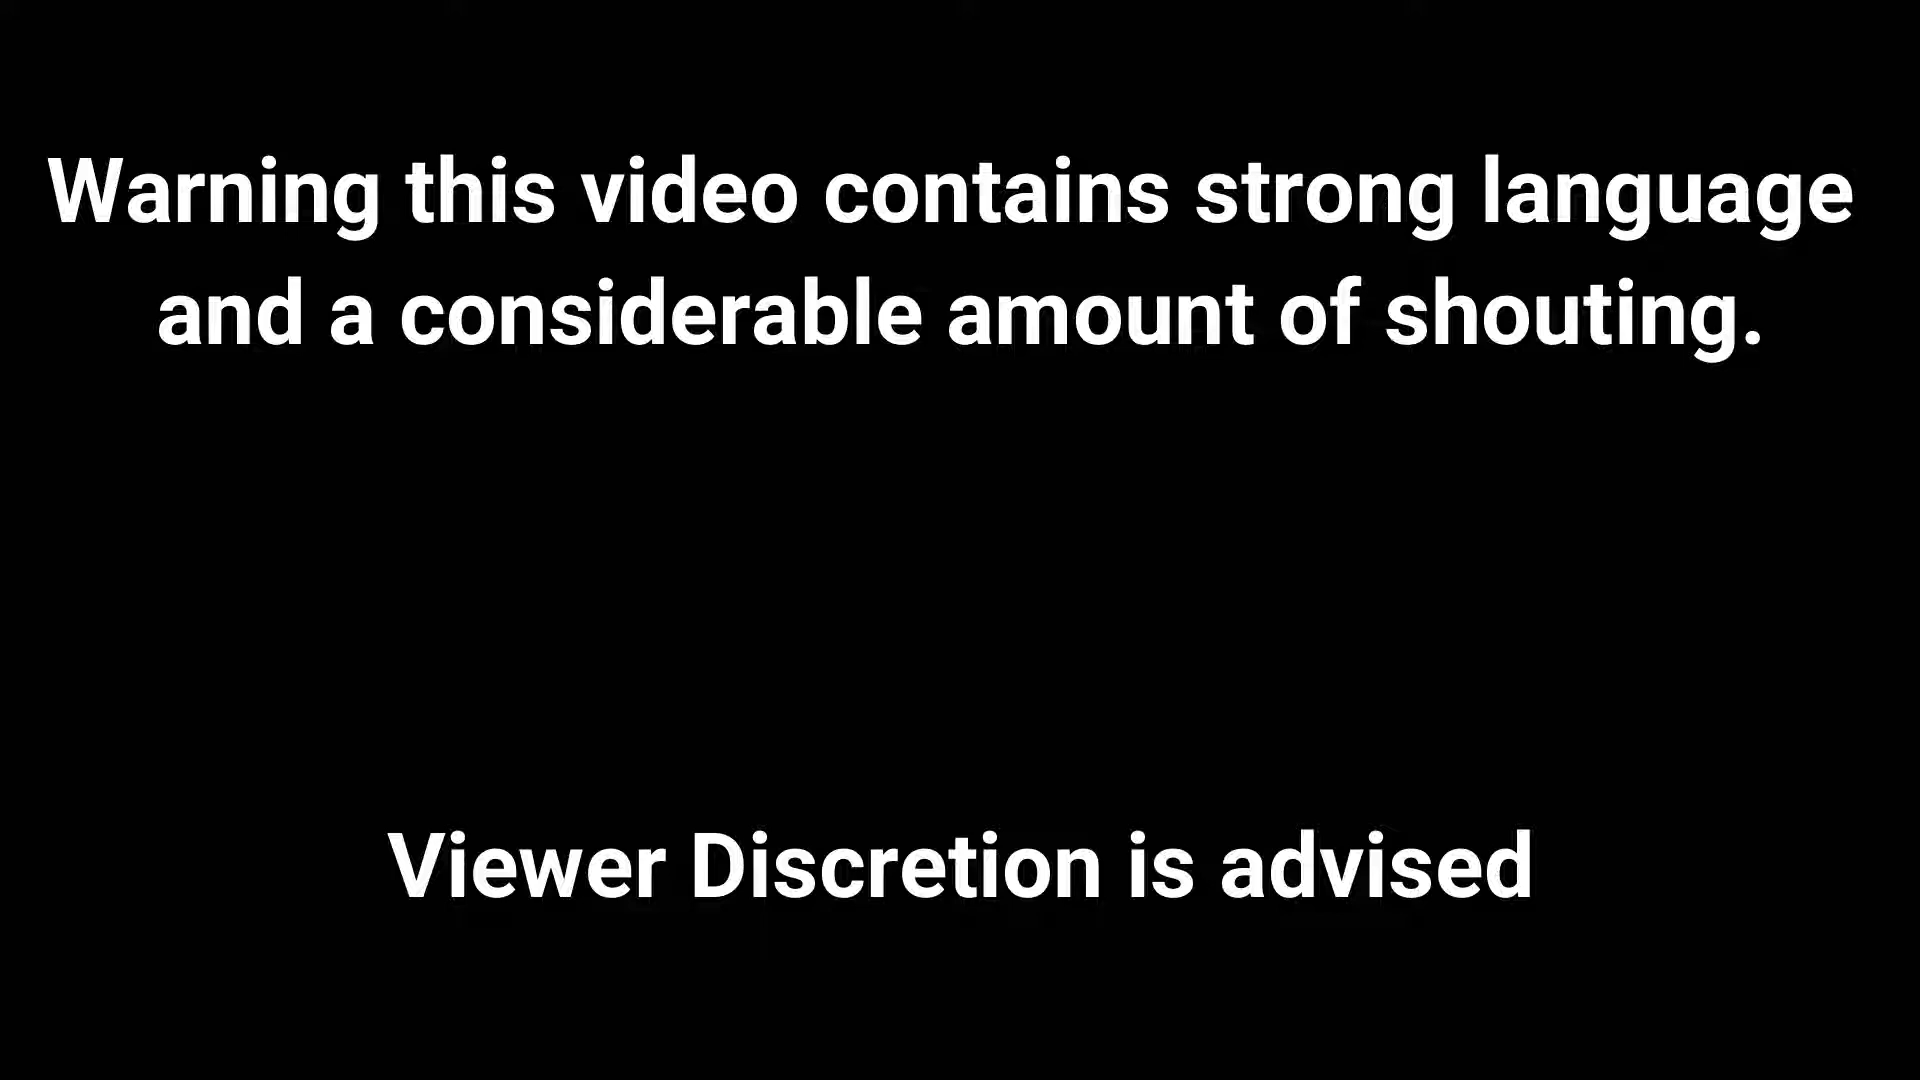 Warning this video contains strong language
and a considerable amount of shouting.
Viewer Discretion is advised